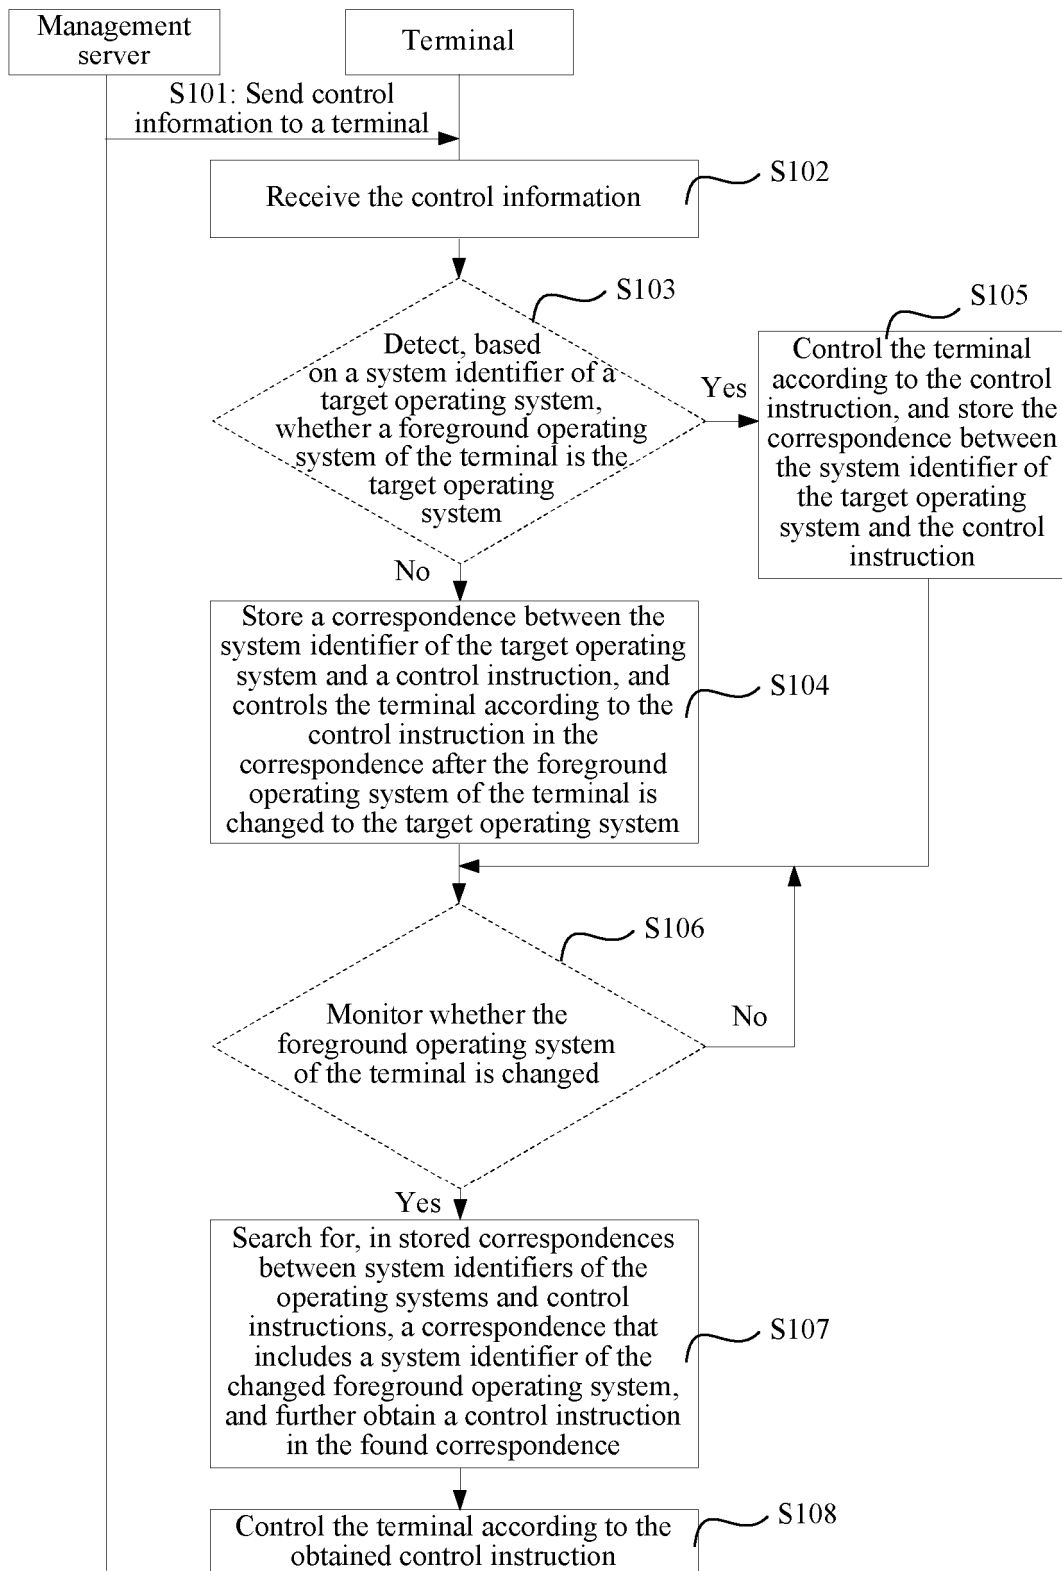 Management
server
Terminal
S101: Send control
information to a terminal
Receive the control information
S102
S103
Detect, based
on a system identifier of a
target operating system,
whether a foreground operating
system of the terminal is the
target operating
system
Yes
S105
Control the terminal
according to the control
instruction, and store the
correspondence between
the system identifier of
the target operating
system and the control
instruction
No
Store a correspondence between the
system identifier of the target operating
system and a control instruction, and
controls the terminal according to the
control instruction in the
correspondence after the foreground
operating system of the terminal is
changed to the target operating system
S104
S106
Monitor whether the
foreground operating system
of the terminal is changed
No
Yes
Search for, in stored correspondences
between system identifiers of the
operating systems and control
instructions, a correspondence that
includes a system identifier of the
changed foreground operating system,
and further obtain a control instruction
in the found correspondence
S107
Control the terminal according to the
obtained control instruction
S108